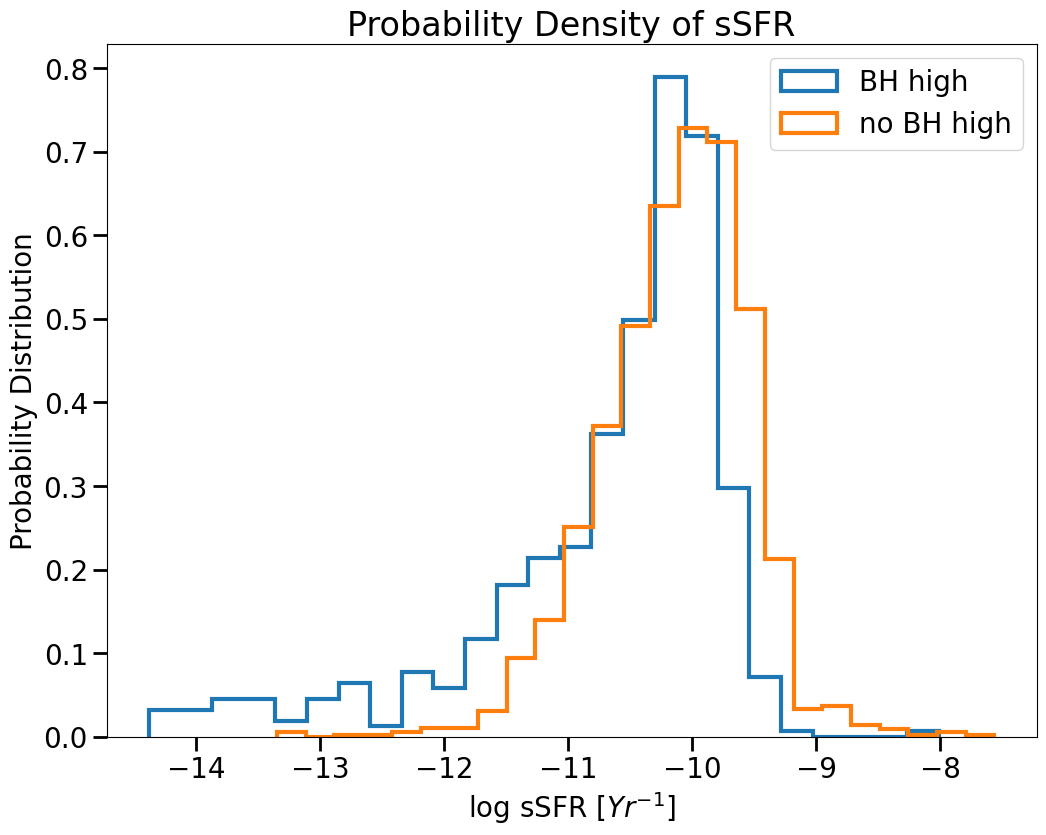 Probability Density of sSFR
BH high
no BH high
Probability Distribution
0.8
0.7
0.6
0.5
0.4
0.3
0.2
0.1
0.0
−14 −13 −12 −11 −10 −9 −8
log sSFR [Yr⁻¹]